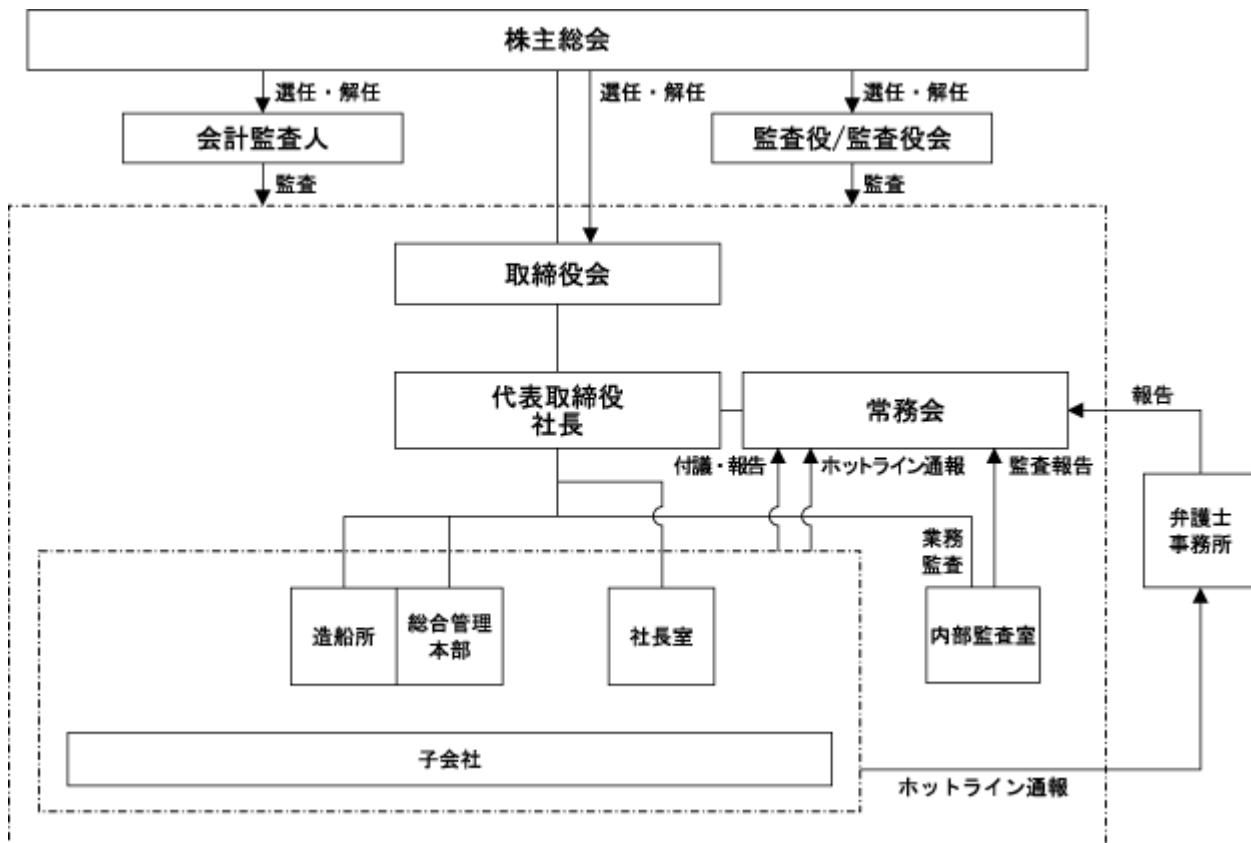 株主総会
選任・解任
選任・解任
選任・解任
会計監査人
監査役/監査役会
監査
監査
取締役会
代表取締役
社長
常務会
報告
付議・報告
ホットライン通報
監査報告
弁護士
事務所
業務
監査
造船所
総合管理
本部
社長室
内部監査室
子会社
ホットライン通報